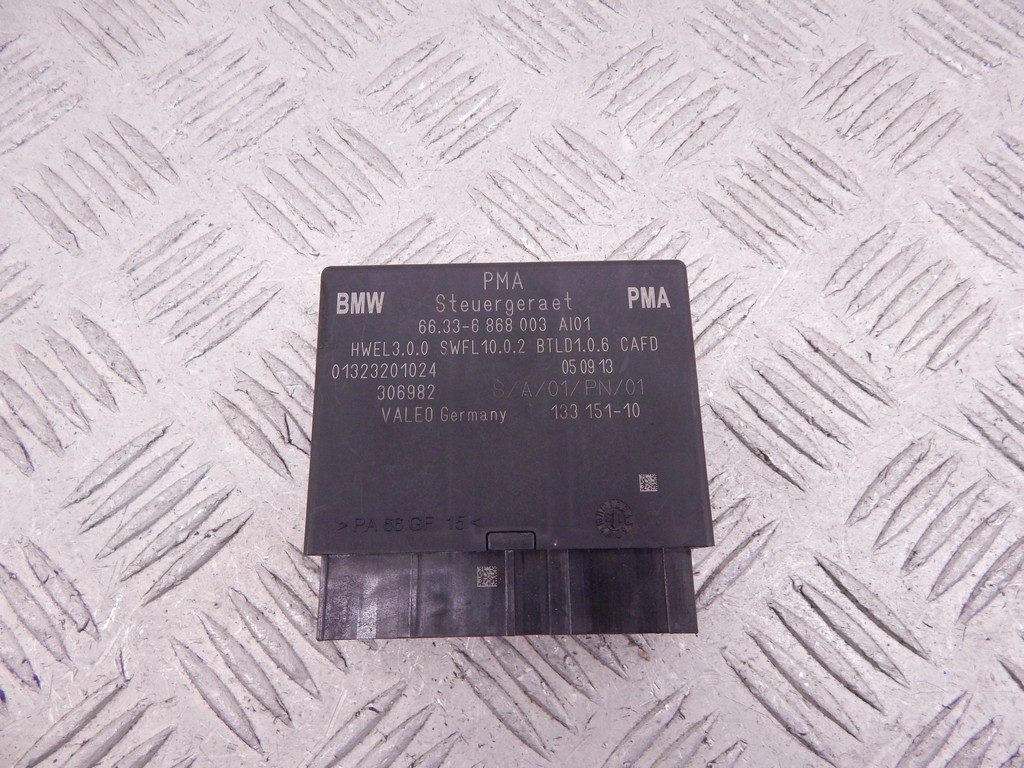 PMA
BMW Steuergeraet PMA
66.33-6 868 003 AI01
HWEL3.0.0 SWFL10.0.2 BTLD1.0.6 CAFD
01323201024 05 09 13
306982 S/A/01/PN/01
VALEO Germany 133 151-10
>PA 66 GF 15<